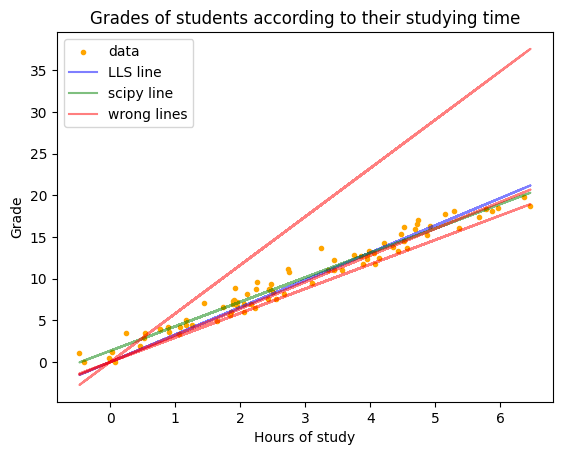 Grades of students according to their studying time
data
LLS line
scipy line
wrong lines
35
30
25
20
15
10
5
0
Grade
0 1 2 3 4 5 6
Hours of study